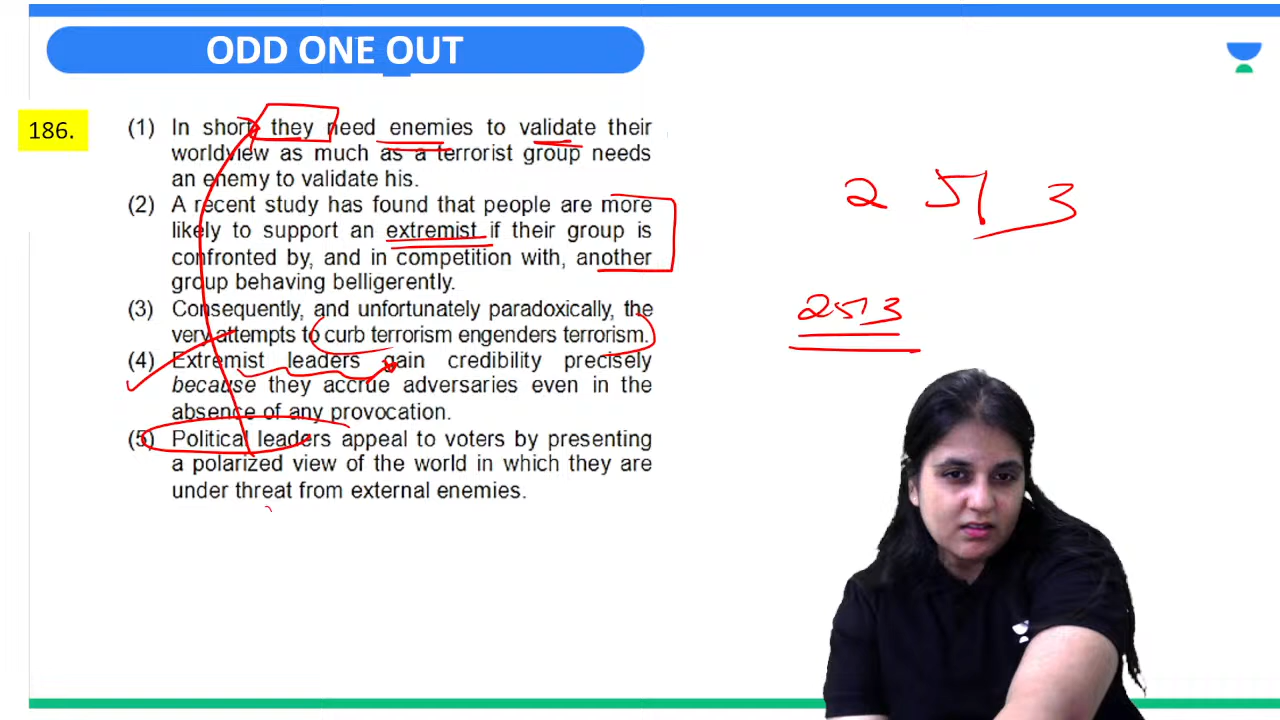 ODD ONE OUT
186.
(1) In short they need enemies to validate their
worldview as much as a terrorist group needs
an enemy to validate his.
(2) A recent study has found that people are more
likely to support an extremist if their group is
confronted by, and in competition with, another
group behaving belligerently.
(3) Consequently, and unfortunately paradoxically, the
very attempts to curb terrorism engenders terrorism.
(4) Extremist leaders gain credibility precisely
because they accrue adversaries even in the
absence of any provocation.
(5) Political leaders appeal to voters by presenting
a polarized view of the world in which they are
under threat from external enemies.
2 51 3
2513